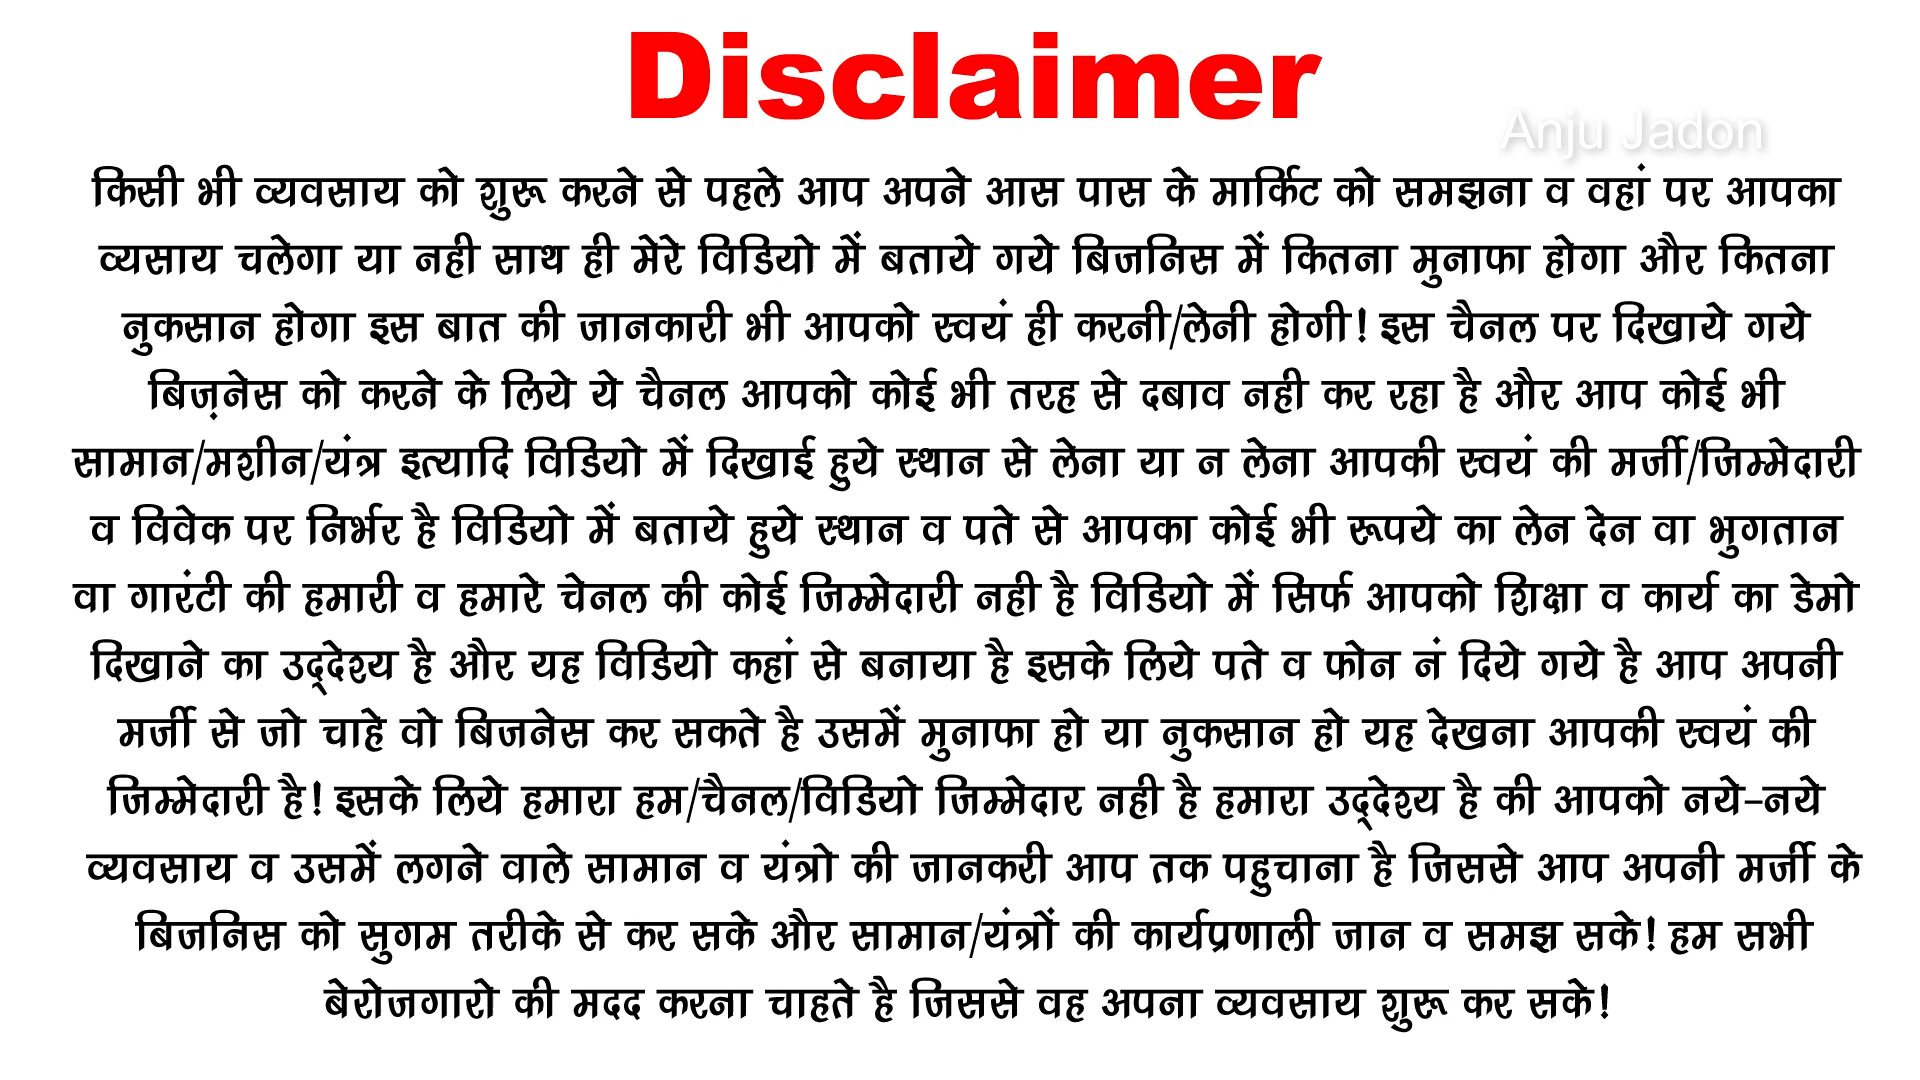 Disclaimer
Anju Jadon
किसी भी व्यवसाय को शुरू करने से पहले आप अपने आस पास के मार्किट को समझना व वहां पर आपका
व्यसाय चलेगा या नही साथ ही मेरे विडियो में बताये गये बिजनिस में कितना मुनाफा होगा और कितना
नुकसान होगा इस बात की जानकारी भी आपको स्वयं ही करनी/लेनी होगी! इस चैनल पर दिखाये गये
बिज़नेस को करने के लिये ये चैनल आपको कोई भी तरह से दबाव नही कर रहा है और आप कोई भी
सामान/मशीन/यंत्र इत्यादि विडियो में दिखाई हुये स्थान से लेना या न लेना आपकी स्वयं की मर्जी/जिम्मेदारी
व विवेक पर निर्भर है विडियो में बताये हुये स्थान व पते से आपका कोई भी रूपये का लेन देन वा भुगतान
वा गारंटी की हमारी व हमारे चेनल की कोई जिम्मेदारी नही है विडियो में सिर्फ आपको शिक्षा व कार्य का डेमो
दिखाने का उद्देश्य है और यह विडियो कहां से बनाया है इसके लिये पते व फोन नं दिये गये है आप अपनी
मर्जी से जो चाहे वो बिजनेस कर सकते है उसमें मुनाफा हो या नुकसान हो यह देखना आपकी स्वयं की
जिम्मेदारी है! इसके लिये हमारा हम/चैनल/विडियो जिम्मेदार नही है हमारा उद्देश्य है की आपको नये-नये
व्यवसाय व उसमें लगने वाले सामान व यंत्रो की जानकरी आप तक पहुचाना है जिससे आप अपनी मर्जी के
बिजनिस को सुगम तरीके से कर सके और सामान/यंत्रों की कार्यप्रणाली जान व समझ सके! हम सभी
बेरोजगारो की मदद करना चाहते है जिससे वह अपना व्यवसाय शुरू कर सके!